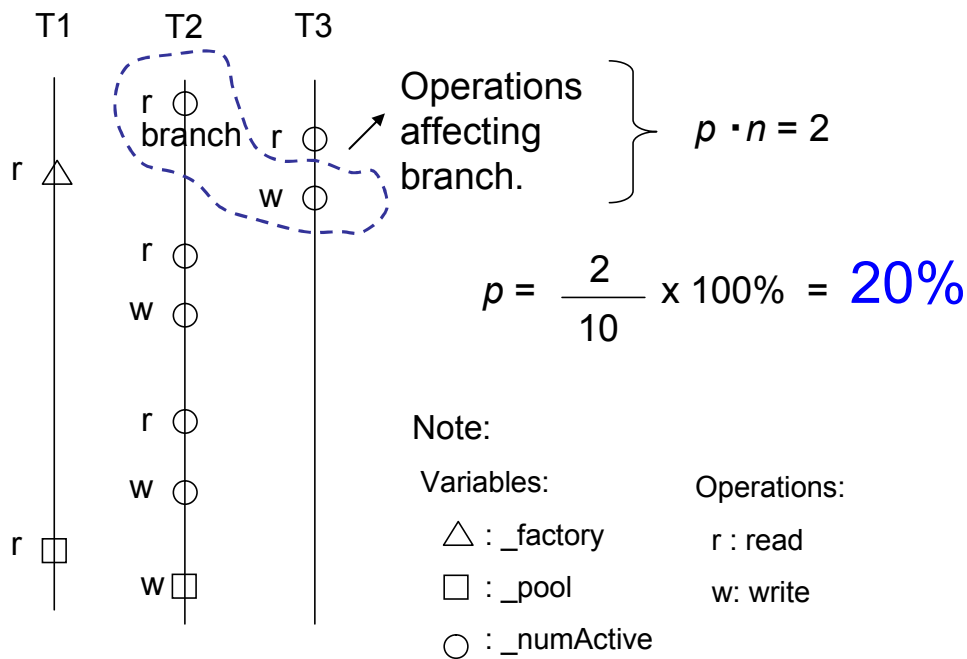 T1 T2 T3
r
branch
r
r
w
r
w
r
w
r
w
Operations
affecting
branch.
p · n = 2
p = 2
10
x 100% = 20%
Note:
Variables:
: _factory
: _pool
: _numActive
Operations:
r : read
w: write